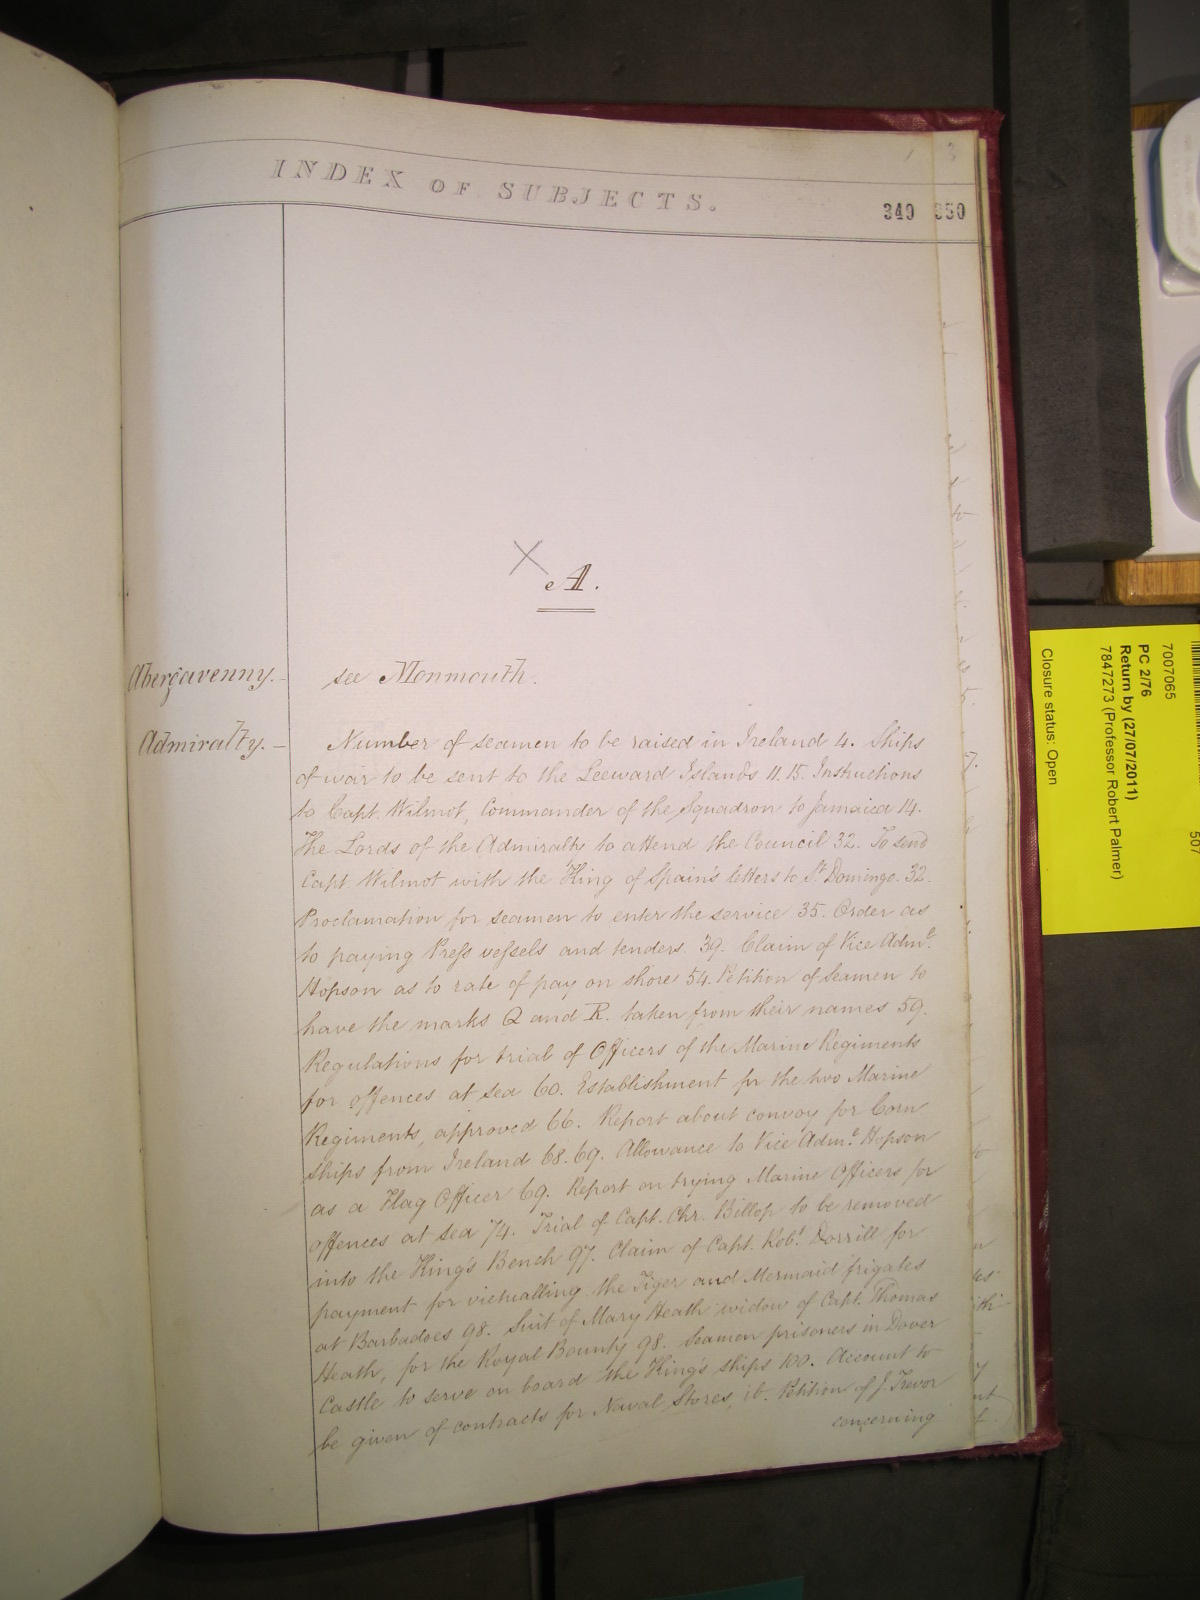 1 3
INDEX OF SUBJECTS.
349 350
A.
Abergavenny. - see Monmouth.
Admiralty. - Number of seamen to be raised in Ireland 4. Ships
of war to be sent to the Leeward Islands 11. 15. Instructions
to Capt. Wilmot, Commander of the Squadron to Jamaica 14.
The Lords of the Admiralty to attend the Council 32. To send
Capt. Wilmot with the King of Spain's letters to St. Domingo. 32.
Proclamation for seamen to enter the service 35. Order as
to paying Press vessels and tenders. 39. Claim of Vice Adml.
Hopson as to rate of pay on shore 54. Petition of Seamen to
have the marks Q and R. taken from their names 59.
Regulations for trial of Officers of the Marine Regiments
for offences at sea 60. Establishment for the two Marine
Regiments, approved 66. Report about convoy for Corn
ships from Ireland 68. 69. Allowance to Vice Adml. Hopson
as a Flag Officer 69. Report on trying Marine Officers for
offences at sea 74. Trial of Capt. Chr. Billop to be removed
into the King's Bench 97. Claim of Capt. Robt. Dorrill for
payment for victualling the Tiger and Mermaid frigates
at Barbadoes 98. Suit of Mary Heath widow of Capt. Thomas
Heath, for the Royal Bounty 98. Seamen prisoners in Dover
Castle to serve on board the King's ships 100. Account to
be given of contracts for Naval Stores, ib. Petition of J. Trevor
concerning
7007065
PC 2/76
Return by (27/07/2011)
7847273 (Professor Robert Palmer)
Closure status: Open
507